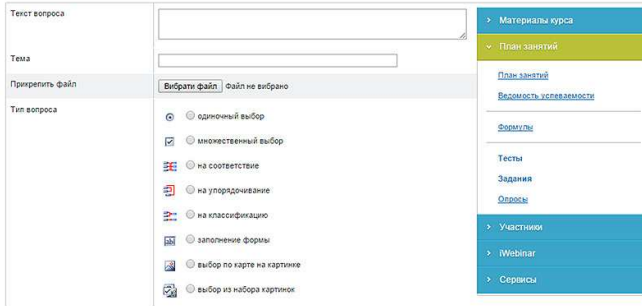 Текст вопроса
Тема
Прикрепить файл
Вибрати файл Файл не вибрано
Тип вопроса
одиночный выбор
множественный выбор
на соответствие
на упорядочивание
на классификацию
ab
заполнение формы
выбор по карте на картинке
выбор из набора картинок
Материалы курса
План занятий
План занятий
Ведомость успеваемости
Формулы
Тесты
Задания
Опросы
Участники
iWebinar
Сервисы